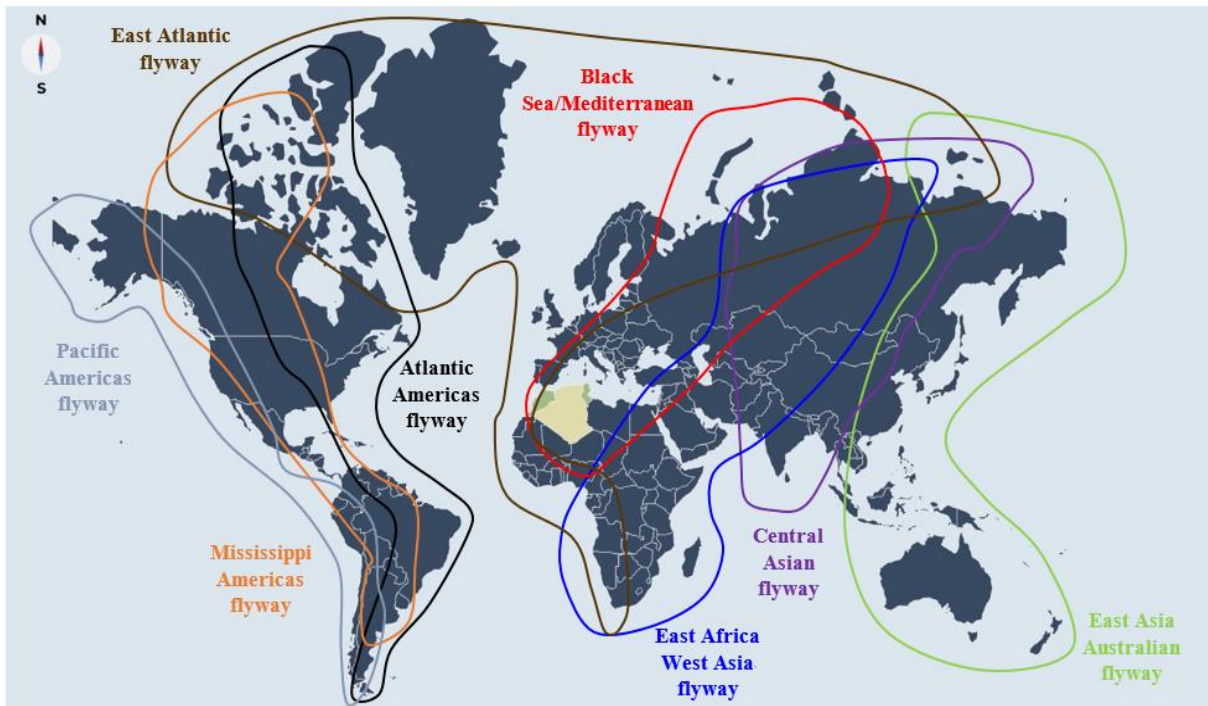 N
S
East Atlantic
flyway
Black
Sea/Mediterranean
flyway
Pacific
Americas
flyway
Atlantic
Americas
flyway
Mississippi
Americas
flyway
Central
Asian
flyway
East Africa
West Asia
flyway
East Asia
Australian
flyway